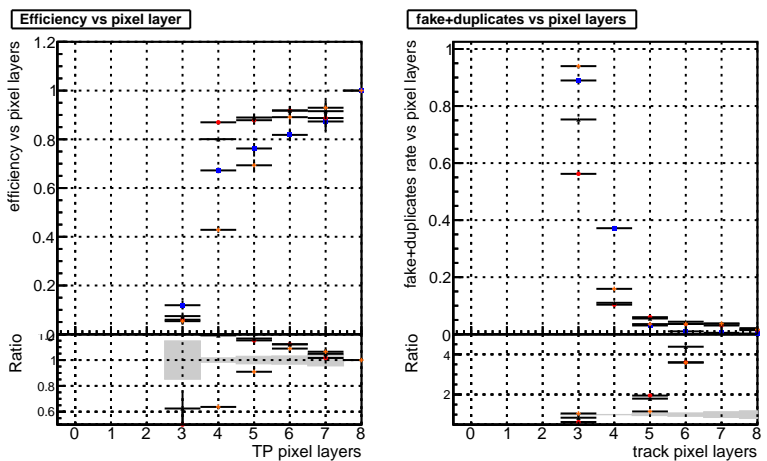 Efficiency vs pixel layer
efficiency vs pixel layers
1.2
1
0.8
0.6
0.4
0.2
0
Ratio
1.2
1
0.8
0.6
0 1 2 3 4 5 6 7 8
TP pixel layers
fake+duplicates vs pixel layers
fake+duplicates rate vs pixel layers
1
0.8
0.6
0.4
0.2
0
Ratio
4
2
0 1 2 3 4 5 6 7 8
track pixel layers